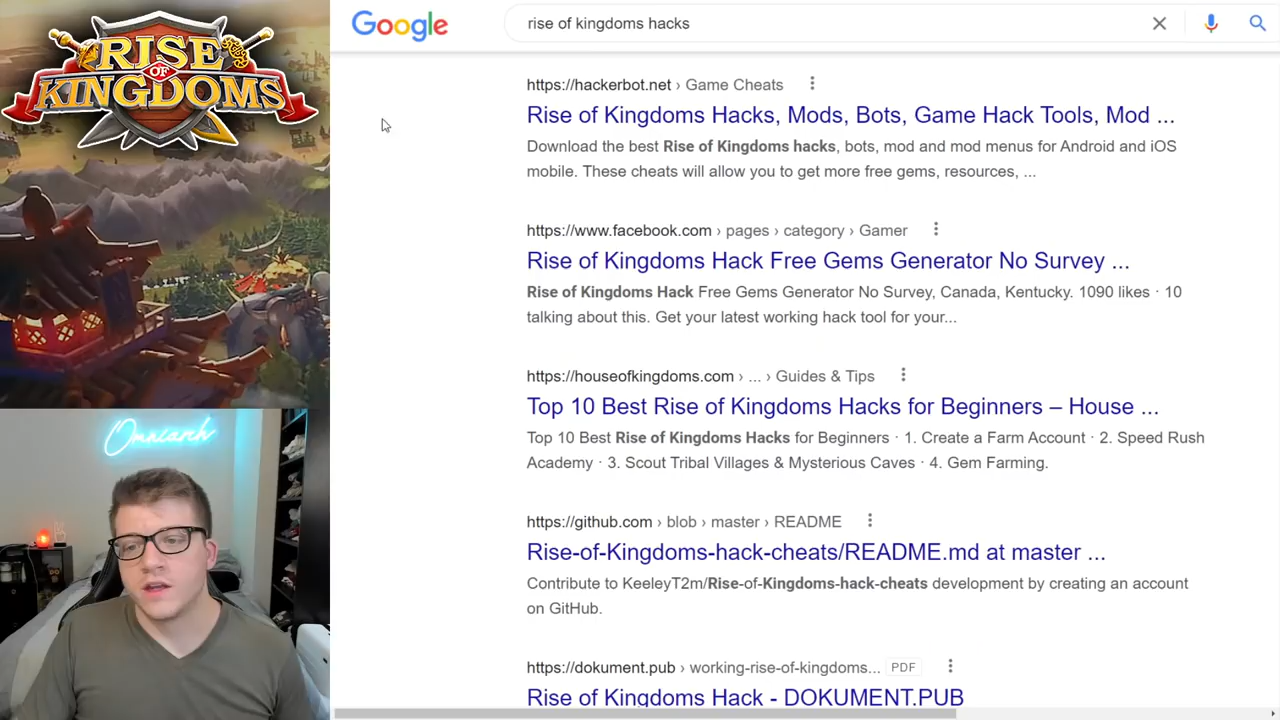 RISE
OF
KINGDOMS
Omniarch
Google
rise of kingdoms hacks
https://hackerbot.net › Game Cheats
Rise of Kingdoms Hacks, Mods, Bots, Game Hack Tools, Mod ...
Download the best Rise of Kingdoms hacks, bots, mod and mod menus for Android and iOS
mobile. These cheats will allow you to get more free gems, resources, ...
https://www.facebook.com › pages › category › Gamer
Rise of Kingdoms Hack Free Gems Generator No Survey ...
Rise of Kingdoms Hack Free Gems Generator No Survey, Canada, Kentucky. 1090 likes · 10
talking about this. Get your latest working hack tool for your...
https://houseofkingdoms.com › ... › Guides & Tips
Top 10 Best Rise of Kingdoms Hacks for Beginners – House ...
Top 10 Best Rise of Kingdoms Hacks for Beginners · 1. Create a Farm Account · 2. Speed Rush
Academy · 3. Scout Tribal Villages & Mysterious Caves · 4. Gem Farming.
https://github.com › blob › master › README
Rise-of-Kingdoms-hack-cheats/README.md at master ...
Contribute to KeeleyT2m/Rise-of-Kingdoms-hack-cheats development by creating an account
on GitHub.
https://dokument.pub › working-rise-of-kingdoms... PDF
Rise of Kingdoms Hack - DOKUMENT.PUB